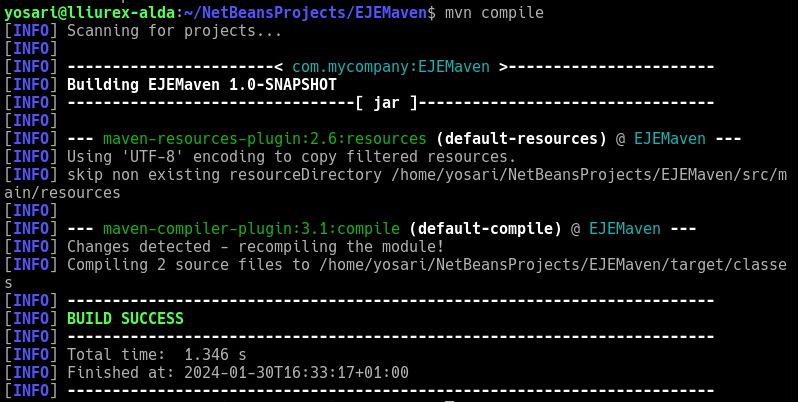 yosari@lliurex-alda:~/NetBeansProjects/EJEMaven$ mvn compile
[INFO] Scanning for projects...
[INFO]
[INFO] -----------------------< com.mycompany:EJEMaven >-----------------------
[INFO] Building EJEMaven 1.0-SNAPSHOT
[INFO] --------------------------------[ jar ]---------------------------------
[INFO]
[INFO] --- maven-resources-plugin:2.6:resources (default-resources) @ EJEMaven ---
[INFO] Using 'UTF-8' encoding to copy filtered resources.
[INFO] skip non existing resourceDirectory /home/yosari/NetBeansProjects/EJEMaven/src/m
ain/resources
[INFO]
[INFO] --- maven-compiler-plugin:3.1:compile (default-compile) @ EJEMaven ---
[INFO] Changes detected - recompiling the module!
[INFO] Compiling 2 source files to /home/yosari/NetBeansProjects/EJEMaven/target/classe
s
[INFO] ------------------------------------------------------------------------
[INFO] BUILD SUCCESS
[INFO] ------------------------------------------------------------------------
[INFO] Total time:  1.346 s
[INFO] Finished at: 2024-01-30T16:33:17+01:00
[INFO] ------------------------------------------------------------------------